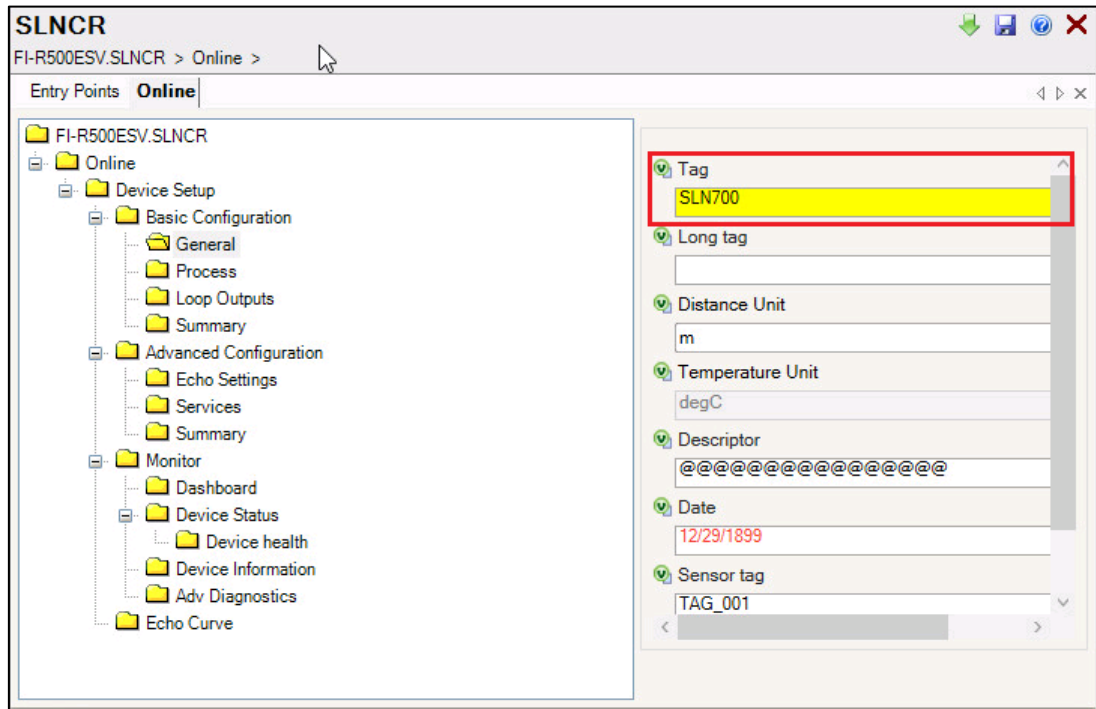 SLNCR
FI-R500ESV.SLNCR > Online >
Entry Points Online
FI-R500ESV.SLNCR
Online
Device Setup
Basic Configuration
General
Process
Loop Outputs
Summary
Advanced Configuration
Echo Settings
Services
Summary
Monitor
Dashboard
Device Status
Device health
Device Information
Adv Diagnostics
Echo Curve
Tag
SLN700
Long tag
Distance Unit
m
Temperature Unit
degC
Descriptor
@@@@@@@@@@@@@@@@
Date
12/29/1899
Sensor tag
TAG_001